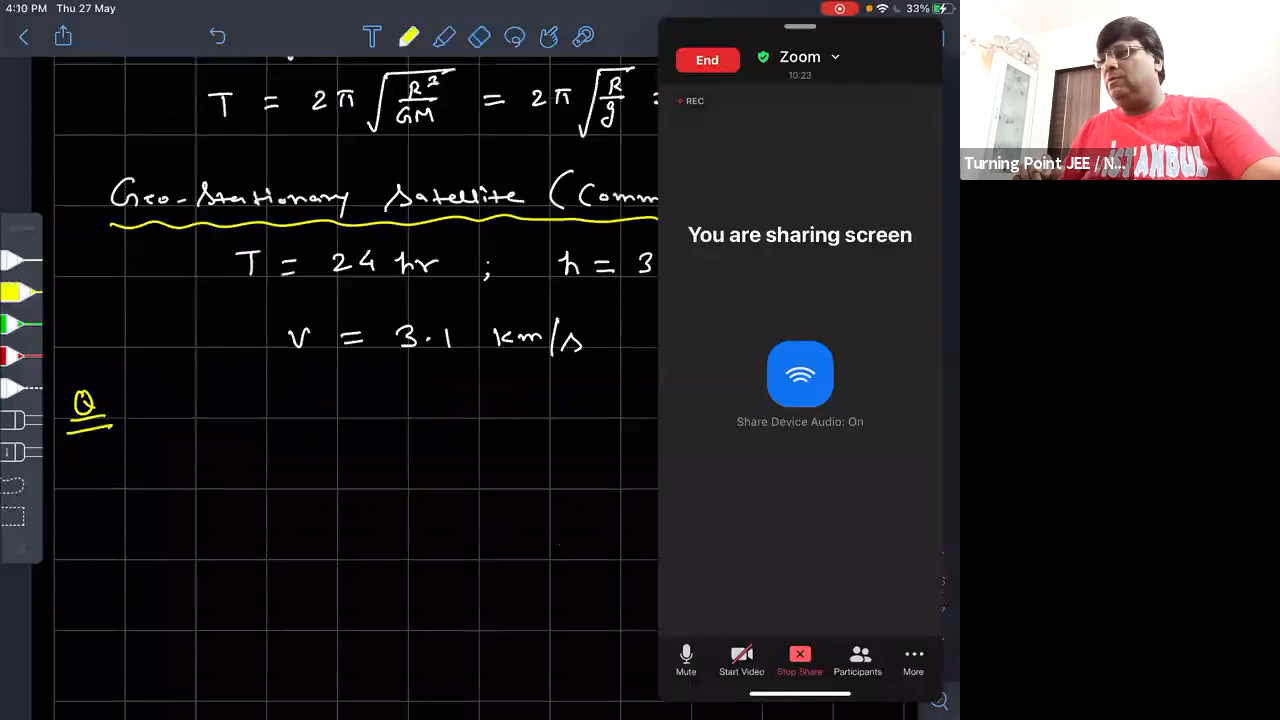 4:10 PM Thu 27 May
33%
T = 2π √R²/GM = 2π √R/g =
Geo-Stationary Satellite (Comm
T = 24 hr ; h = 3
v = 3.1 km/s
Q
End
Zoom
10:23
REC
You are sharing screen
Share Device Audio: On
Mute
Start Video
Stop Share
Participants
More
İSTANBUL
Turning Point JEE / N...